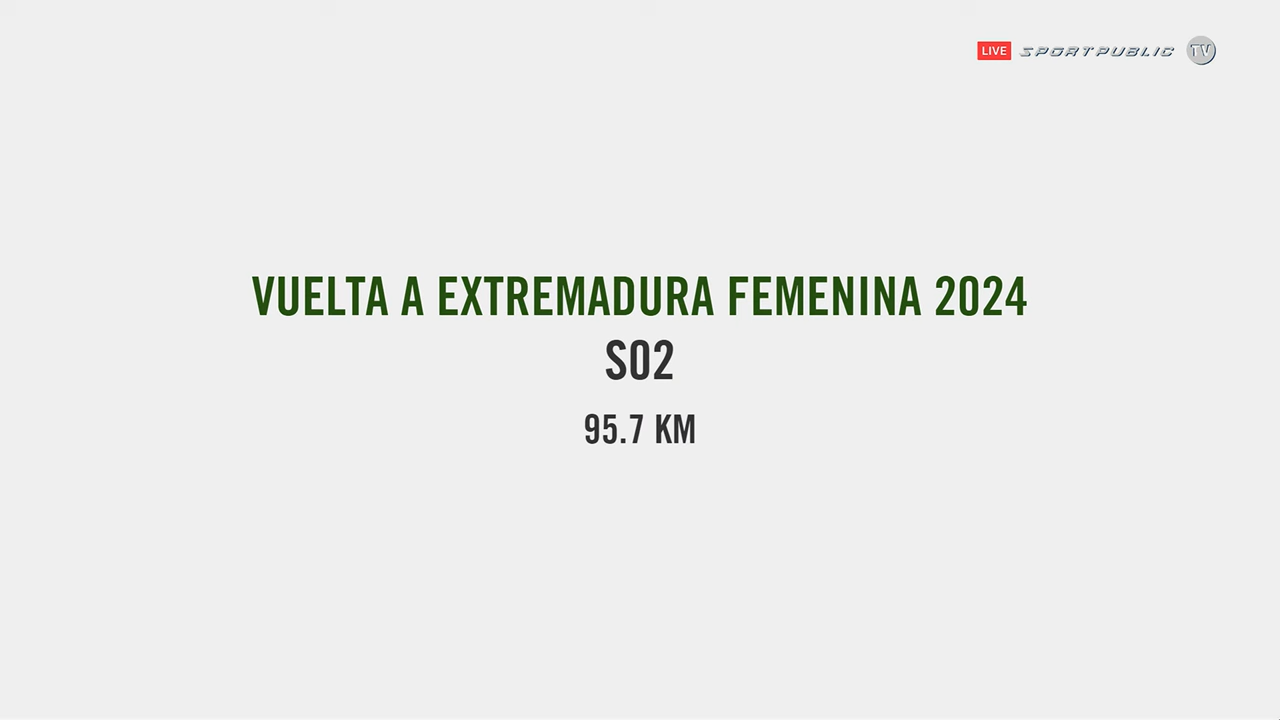 LIVE SPORTPUBLIC TV
VUELTA A EXTREMADURA FEMENINA 2024
S02
95.7 KM